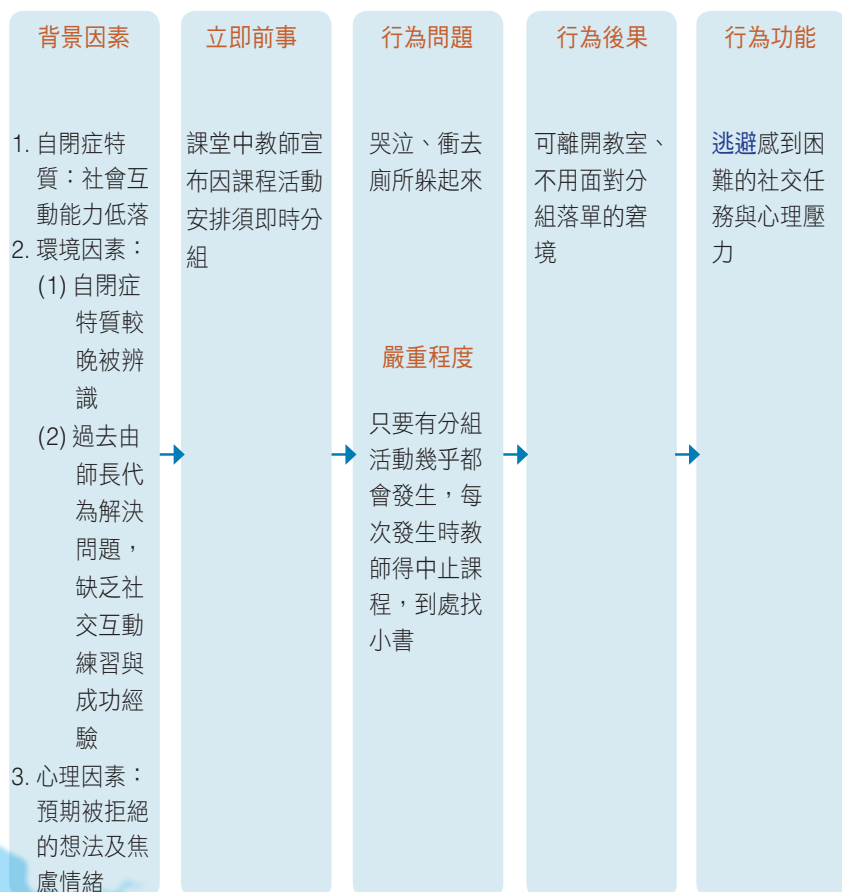 背景因素
1. 自閉症特
質：社會互
動能力低落
2. 環境因素：
(1) 自閉症
特質較
晚被辨
識
(2) 過去由
師長代
為解決
問題，
缺乏社
交互動
練習與
成功經
驗
3. 心理因素：
預期被拒絕
的想法及焦
慮情緒
立即前事
課堂中教師宣
布因課程活動
安排須即時分
組
行為問題
哭泣、衝去
廁所躲起來
嚴重程度
只要有分組
活動幾乎都
會發生，每
次發生時教
師得中止課
程，到處找
小書
行為後果
可離開教室、
不用面對分
組落單的窘
境
行為功能
逃避感到困
難的社交任
務與心理壓
力